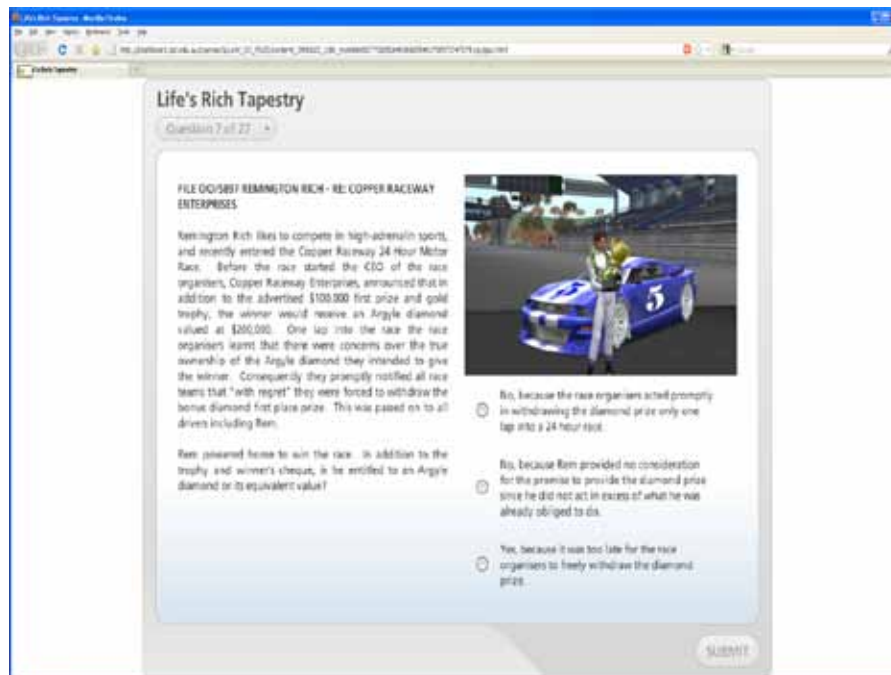 Life's Rich Tapestry - Mozilla Firefox
Life's Rich Tapestry
Life's Rich Tapestry
Question 7 of 27
FILE OO/5897 REMINGTON RICH - RE: COPPER RACEWAY
ENTERPRISES
Remington Rich likes to compete in high-adrenalin sports,
and recently entered the Copper Raceway 24 Hour Motor
Race. Before the race started the CEO of the race
organisers, Copper Raceway Enterprises, announced that in
addition to the advertised $100,000 first prize and gold
trophy, the winner would receive an Argyle diamond
valued at $200,000. One lap into the race the race
organisers learnt that there were concerns over the true
ownership of the Argyle diamond they intended to give
the winner. Consequently they promptly notified all race
teams that "with regret" they were forced to withdraw the
bonus diamond first place prize. This was passed on to all
drivers including Rem.
Rem powered home to win the race. In addition to the
trophy and winner's cheque, is he entitled to an Argyle
diamond or its equivalent value?
5
No, because the race organisers acted promptly
in withdrawing the diamond prize only one
lap into a 24 hour race.
No, because Rem provided no consideration
for the promise to provide the diamond prize
since he did not act in excess of what he was
already obliged to do.
Yes, because it was too late for the race
organisers to freely withdraw the diamond
prize.
SUBMIT